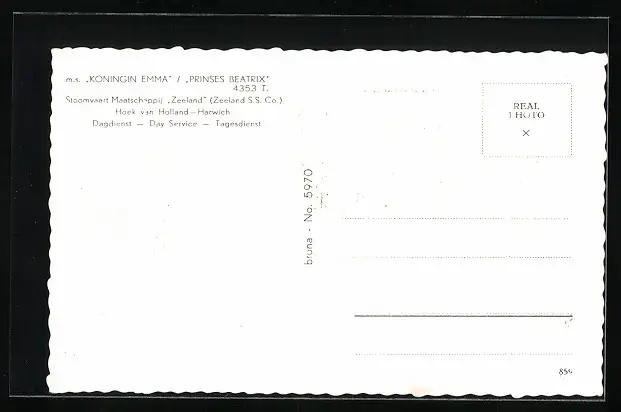 m.s. „KONINGIN EMMA" / „PRINSES BEATRIX"
4353 T.
Stoomvaart Maatschappij „Zeeland" (Zeeland S.S. Co.)
Hoek van Holland—Harwich
Dagdienst — Day Service — Tagesdienst
bruna - No. 5970
REAL
PHOTO
×